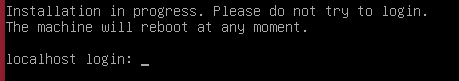 Installation in progress. Please do not try to login.
The machine will reboot at any moment.
localhost login: _